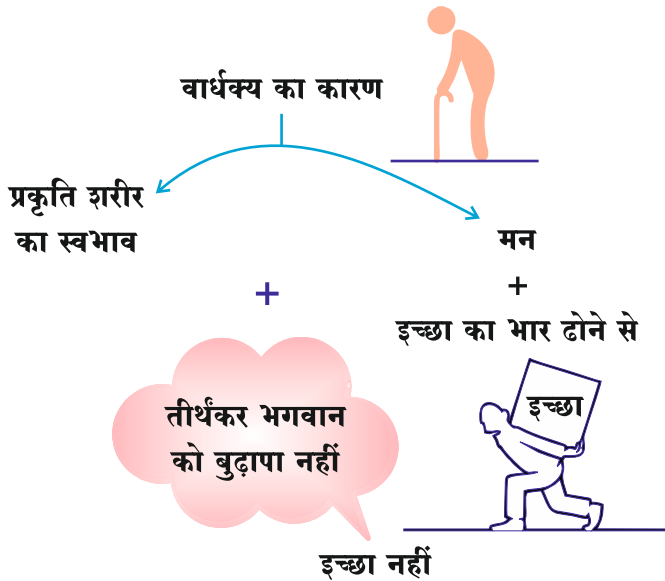 वार्धक्य का कारण
प्रकृति शरीर
का स्वभाव
मन
+
इच्छा का भार ढोने से
+
तीर्थंकर भगवान
को बुढ़ापा नहीं
इच्छा
इच्छा नहीं